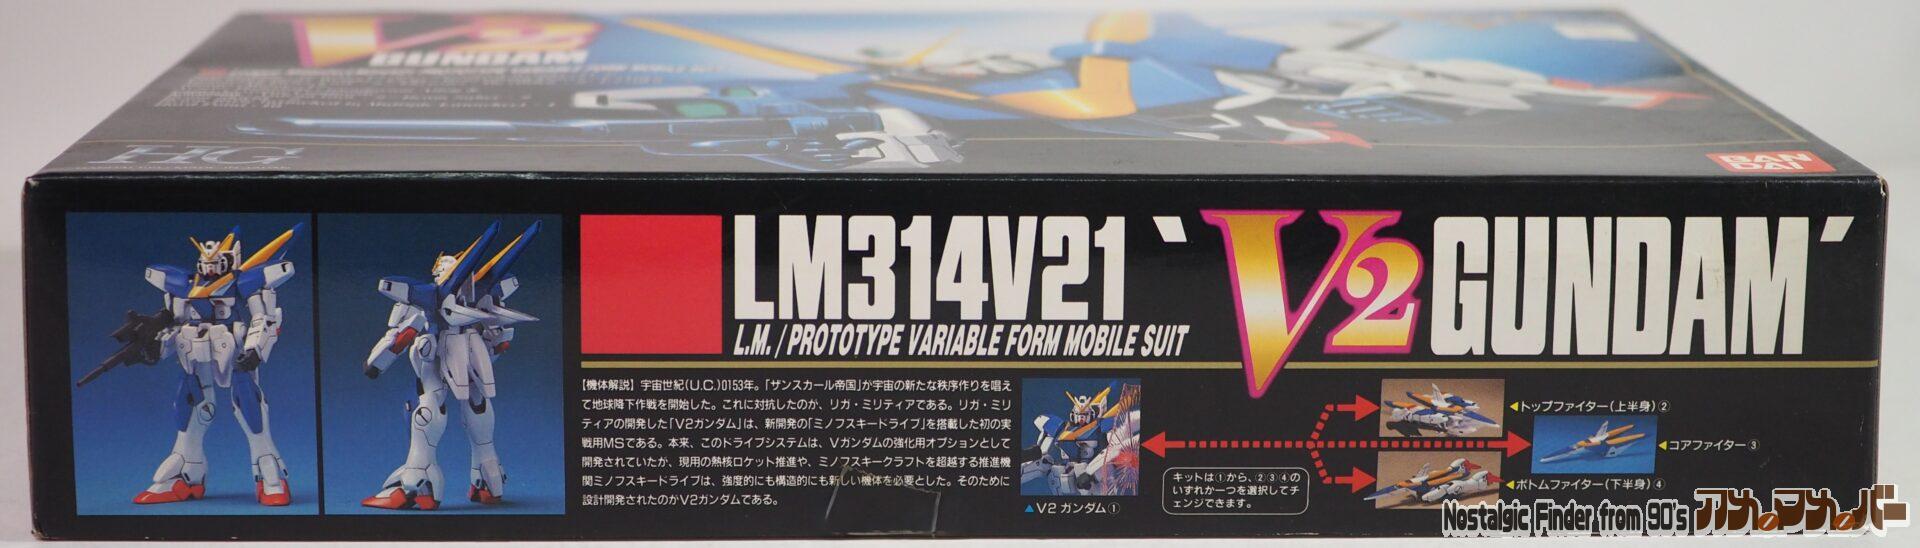 V2
GUNDAM
HG
BAN
DAI
LM314V21 ‵V2 GUNDAM′
L.M./PROTOTYPE VARIABLE FORM MOBILE SUIT
【機体解説】宇宙世紀(U.C.)0153年。「ザンスカール帝国」が宇宙の新たな秩序作りを唱え
て地球降下作戦を開始した。これに対抗したのが、リガ・ミリティアである。リガ・ミリ
ティアの開発した「V2ガンダム」は、新開発の「ミノフスキードライブ」を搭載した初の実
戦用MSである。本来、このドライブシステムは、Vガンダムの強化用オプションとして
開発されていたが、現用の熱核ロケット推進や、ミノフスキークラフトを超越する推進機
関ミノフスキードライブは、強度的にも構造的にも新しい機体を必要とした。そのために
設計開発されたのがV2ガンダムである。
▲V2 ガンダム①
キットは①から、②③④の
いずれか一つを選択してチ
ェンジできます。
◀トップファイター(上半身)②
◀コアファイター③
◀ボトムファイター(下半身)④
Nostalgic Finder from 90's アカ・マカ・バー